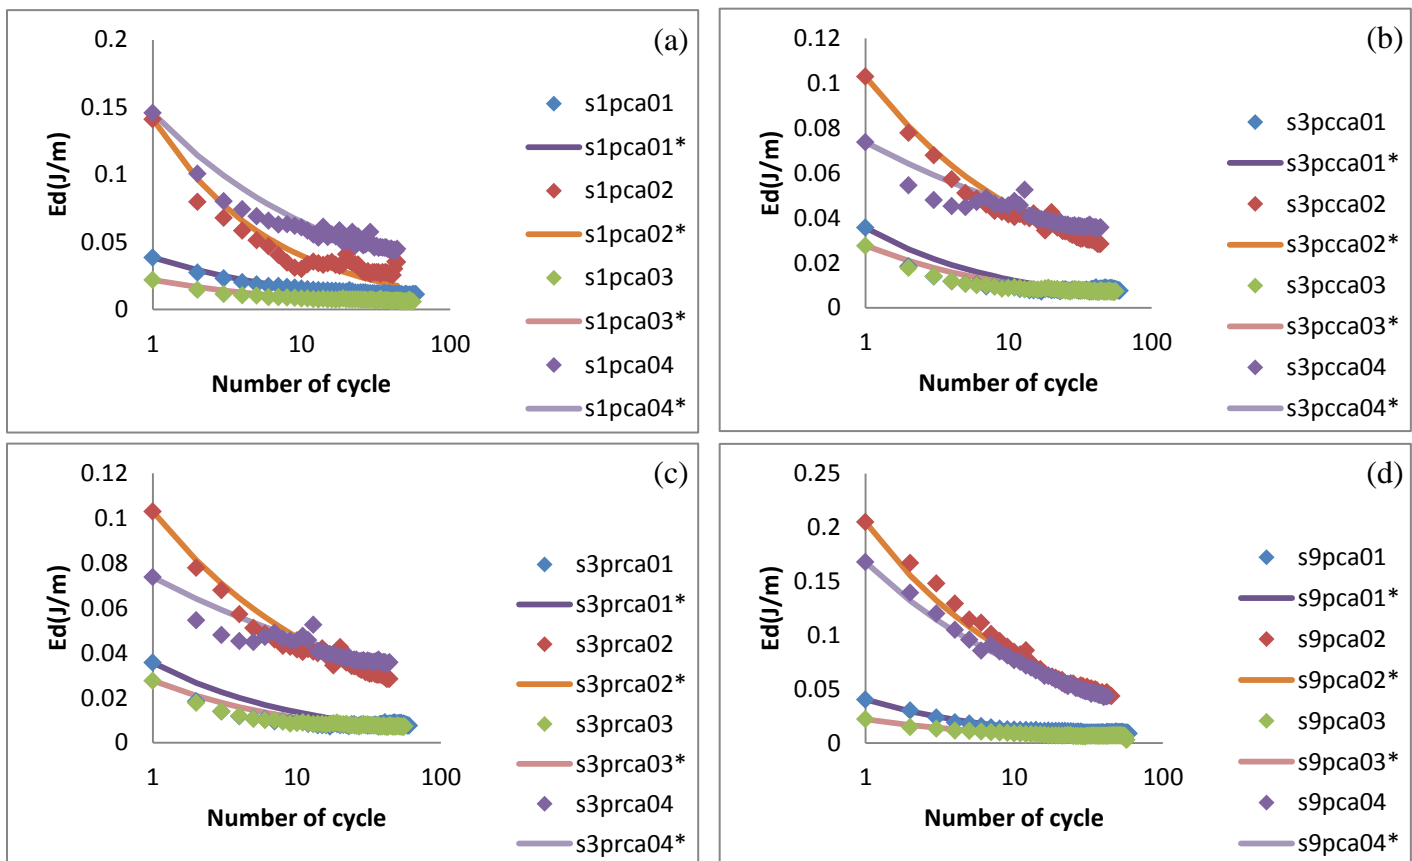 (a)
0.2
0.15
0.1
0.05
0
Ed(J/m)
1 10 100
Number of cycle
s1pca01
s1pca01*
s1pca02
s1pca02*
s1pca03
s1pca03*
s1pca04
s1pca04*
(b)
0.12
0.1
0.08
0.06
0.04
0.02
0
Ed(J/m)
1 10 100
Number of cycle
s3pcca01
s3pcca01*
s3pcca02
s3pcca02*
s3pcca03
s3pcca03*
s3pcca04
s3pcca04*
(c)
0.12
0.1
0.08
0.06
0.04
0.02
0
Ed(J/m)
1 10 100
Number of cycle
s3prca01
s3prca01*
s3prca02
s3prca02*
s3prca03
s3prca03*
s3prca04
s3prca04*
(d)
0.25
0.2
0.15
0.1
0.05
0
Ed(J/m)
1 10 100
Number of cycle
s9pca01
s9pca01*
s9pca02
s9pca02*
s9pca03
s9pca03*
s9pca04
s9pca04*